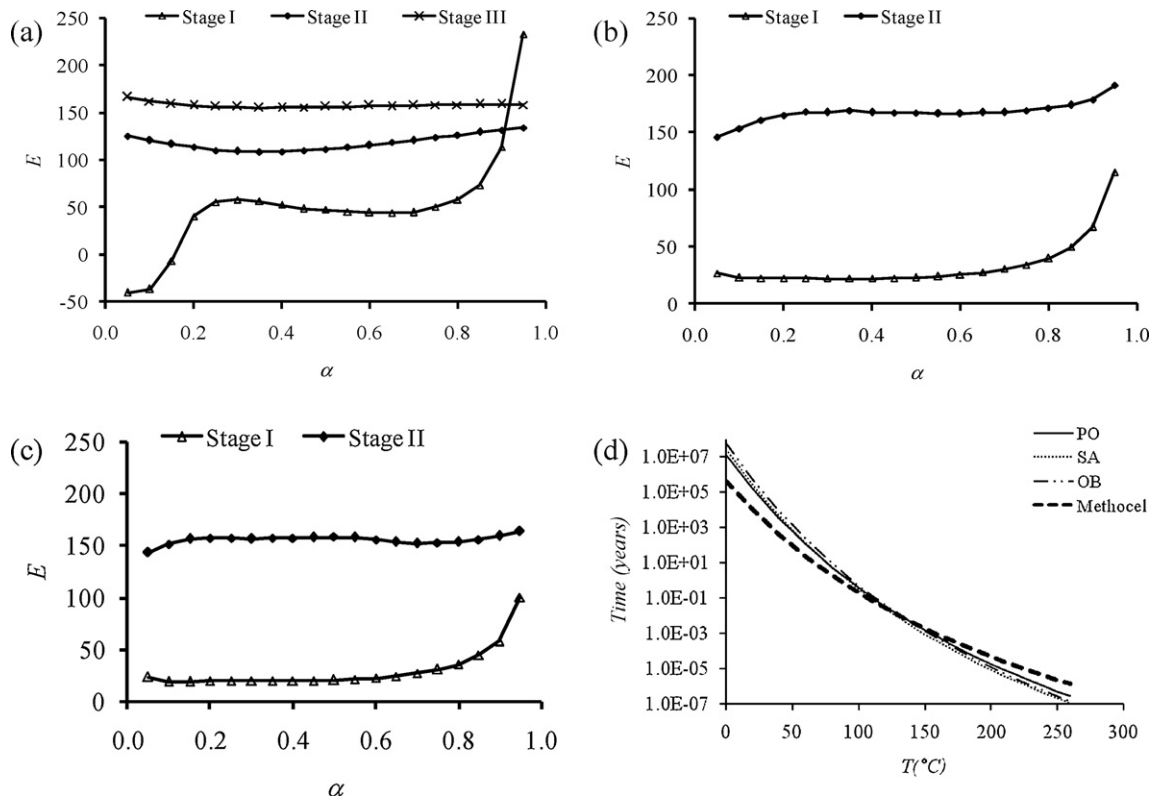 (a)
Stage I Stage II Stage III
250
200
150
100
50
0
-50
E
0.0 0.2 0.4 0.6 0.8 1.0
α
(b)
Stage I Stage II
250
200
150
100
50
0
E
0.0 0.2 0.4 0.6 0.8 1.0
α
(c)
Stage I Stage II
250
200
150
100
50
0
E
0.0 0.2 0.4 0.6 0.8 1.0
α
(d)
PO
SA
OB
Methocel
1.0E+07
1.0E+05
1.0E+03
1.0E+01
1.0E-01
1.0E-03
1.0E-05
1.0E-07
Time (years)
0 50 100 150 200 250 300
T(°C)